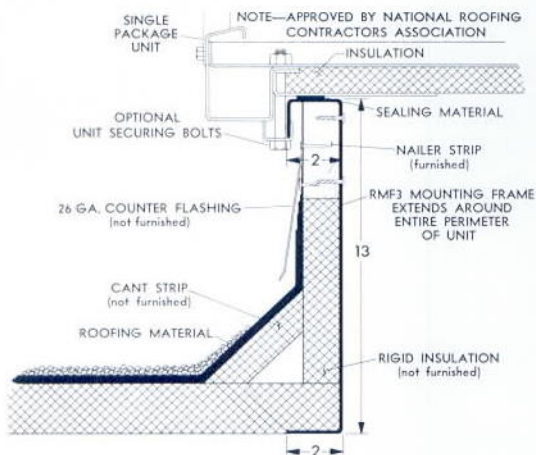 SINGLE
PACKAGE
UNIT
NOTE—APPROVED BY NATIONAL ROOFING
CONTRACTORS ASSOCIATION
INSULATION
SEALING MATERIAL
OPTIONAL
UNIT SECURING BOLTS
2
NAILER STRIP
(furnished)
26 GA. COUNTER FLASHING
(not furnished)
RMF3 MOUNTING FRAME
EXTENDS AROUND
ENTIRE PERIMETER
OF UNIT
13
CANT STRIP
(not furnished)
ROOFING MATERIAL
RIGID INSULATION
(not furnished)
2